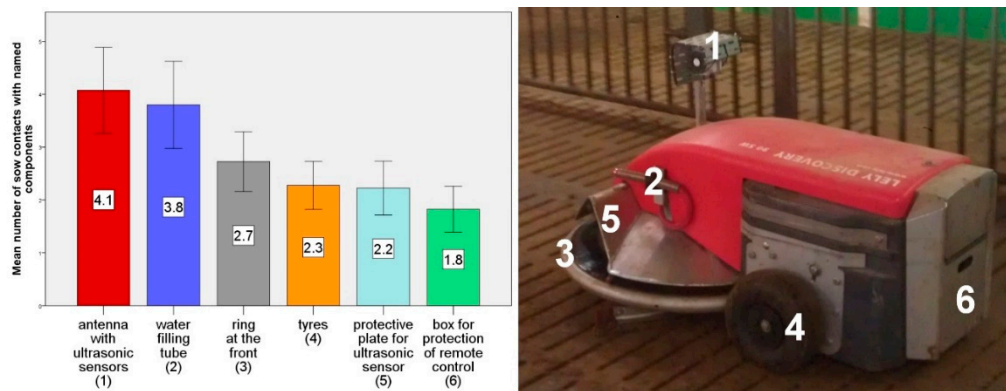 Mean number of sow contacts with named
components
5
4
3
2
1
0
4.1
3.8
2.7
2.3
2.2
1.8
antenna
with
ultrasonic
sensors
(1)
water
filling
tube
(2)
ring
at the
front
(3)
tyres
(4)
protective
plate for
ultrasonic
sensor
(5)
box for
protection
of remote
control
(6)
1
2
5
3
4
6
LELY DISCOVERY